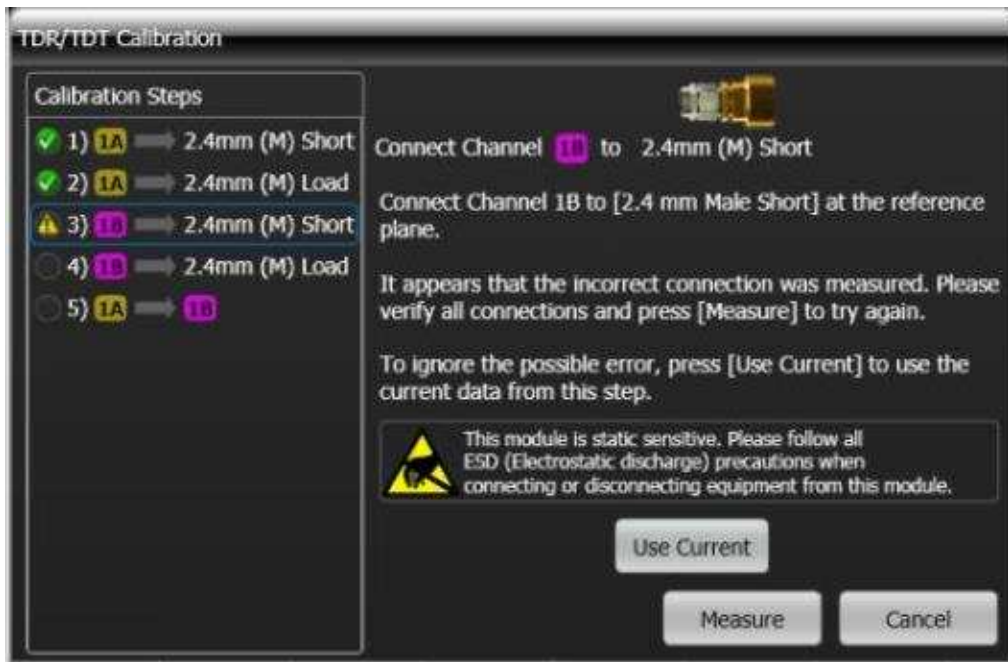 TDR/TDT Calibration
Calibration Steps
1) 1A 2.4mm (M) Short
2) 1A 2.4mm (M) Load
3) 1B 2.4mm (M) Short
4) 1B 2.4mm (M) Load
5) 1A 1B
Connect Channel 1B to 2.4mm (M) Short
Connect Channel 1B to [2.4 mm Male Short] at the reference
plane.
It appears that the incorrect connection was measured. Please
verify all connections and press [Measure] to try again.
To ignore the possible error, press [Use Current] to use the
current data from this step.
This module is static sensitive. Please follow all
ESD (Electrostatic discharge) precautions when
connecting or disconnecting equipment from this module.
Use Current
Measure
Cancel